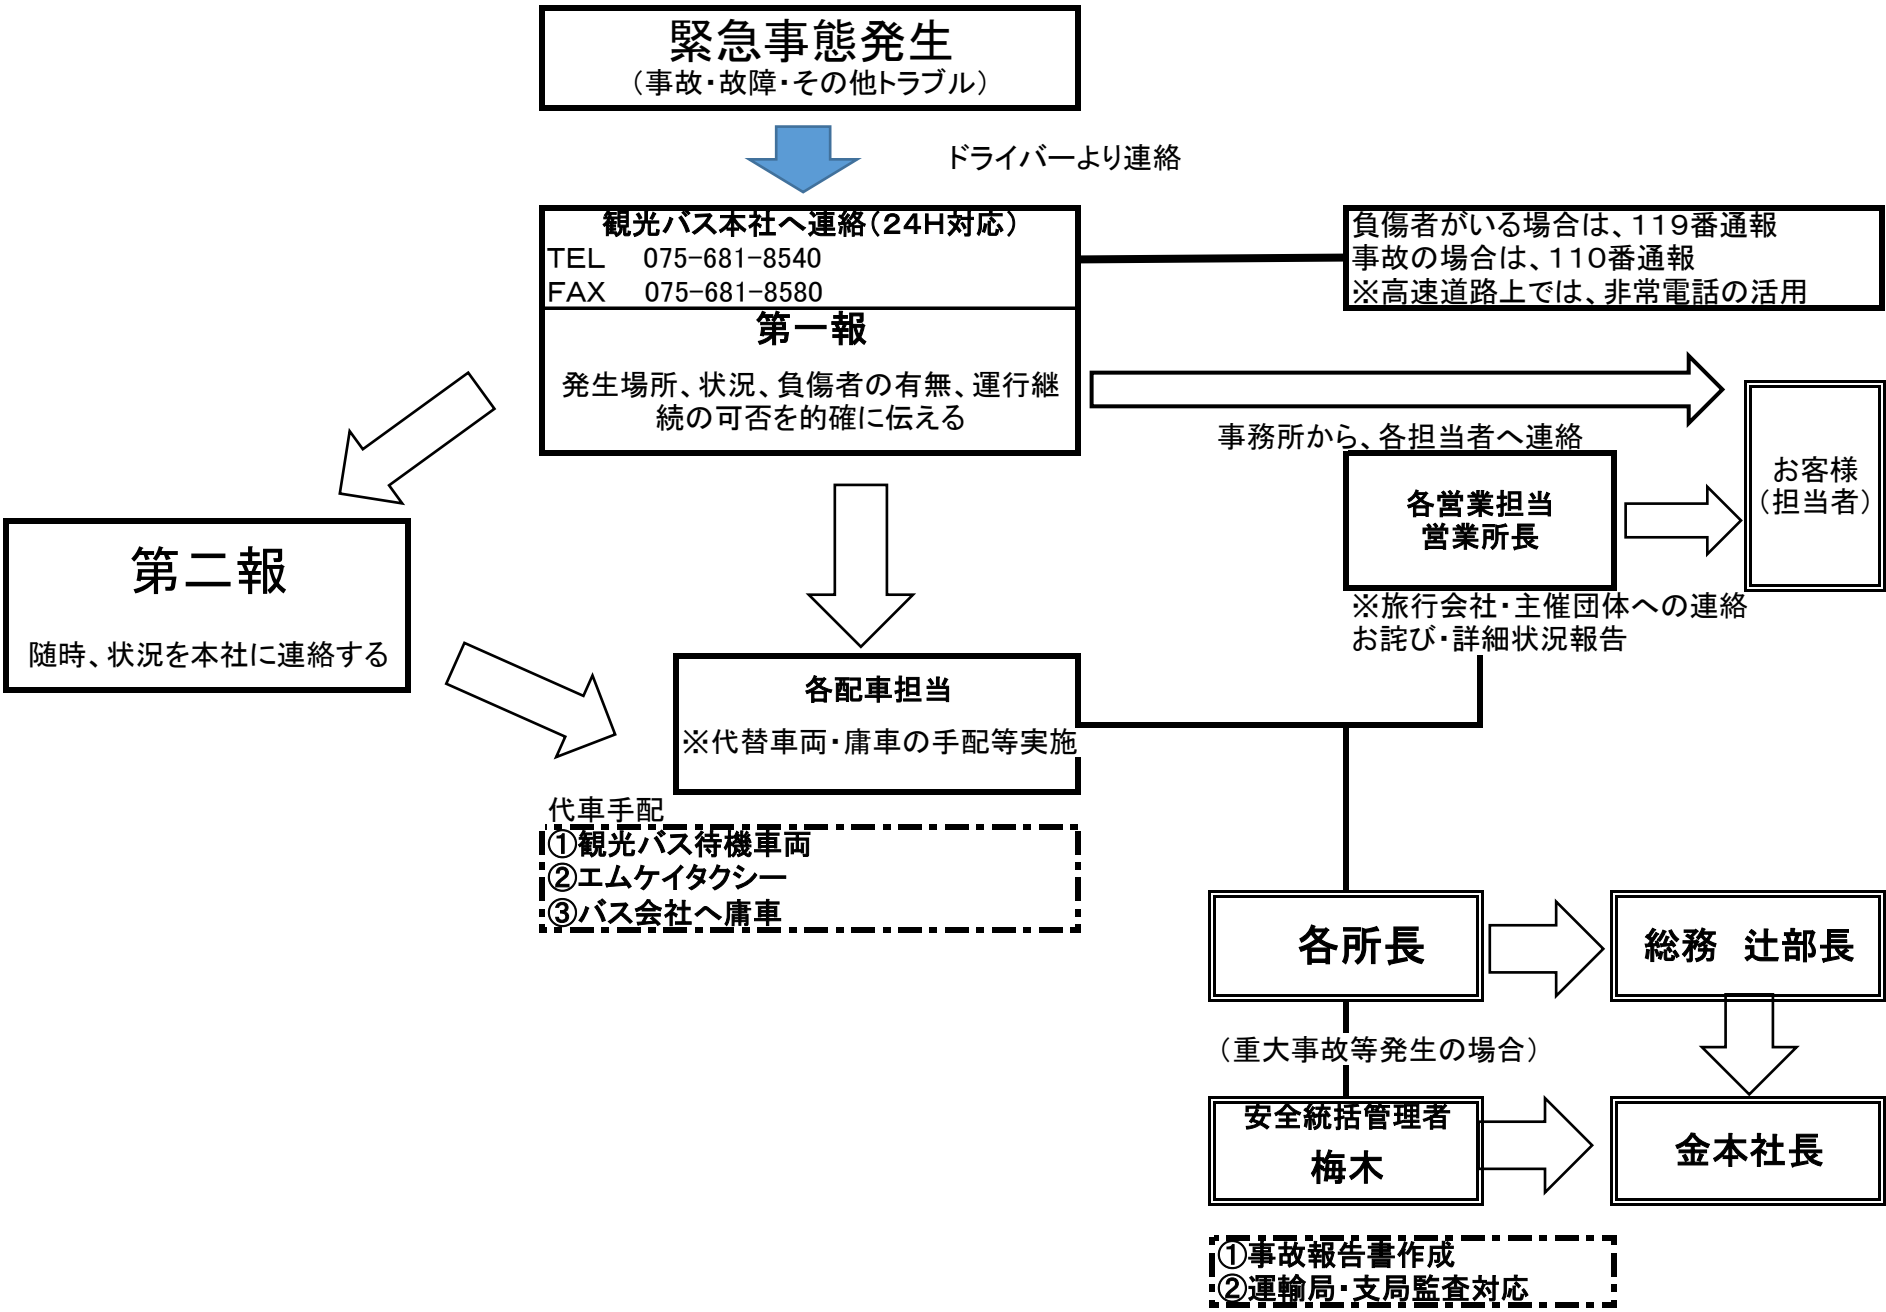 緊急事態発生
（事故・故障・その他トラブル）
ドライバーより連絡
観光バス本社へ連絡（24H対応）
TEL 075-681-8540
FAX 075-681-8580
負傷者がいる場合は、119番通報
事故の場合は、110番通報
※高速道路上では、非常電話の活用
第一報
発生場所、状況、負傷者の有無、運行継
続の可否を的確に伝える
事務所から、各担当者へ連絡
お客様
（担当者）
各営業担当
営業所長
※旅行会社・主催団体への連絡
お詫び・詳細状況報告
第二報
随時、状況を本社に連絡する
各配車担当
※代替車両・庸車の手配等実施
代車手配
①観光バス待機車両
②エムケイタクシー
③バス会社へ庸車
各所長
総務 辻部長
（重大事故等発生の場合）
安全統括管理者
梅木
金本社長
①事故報告書作成
②運輸局・支局監査対応